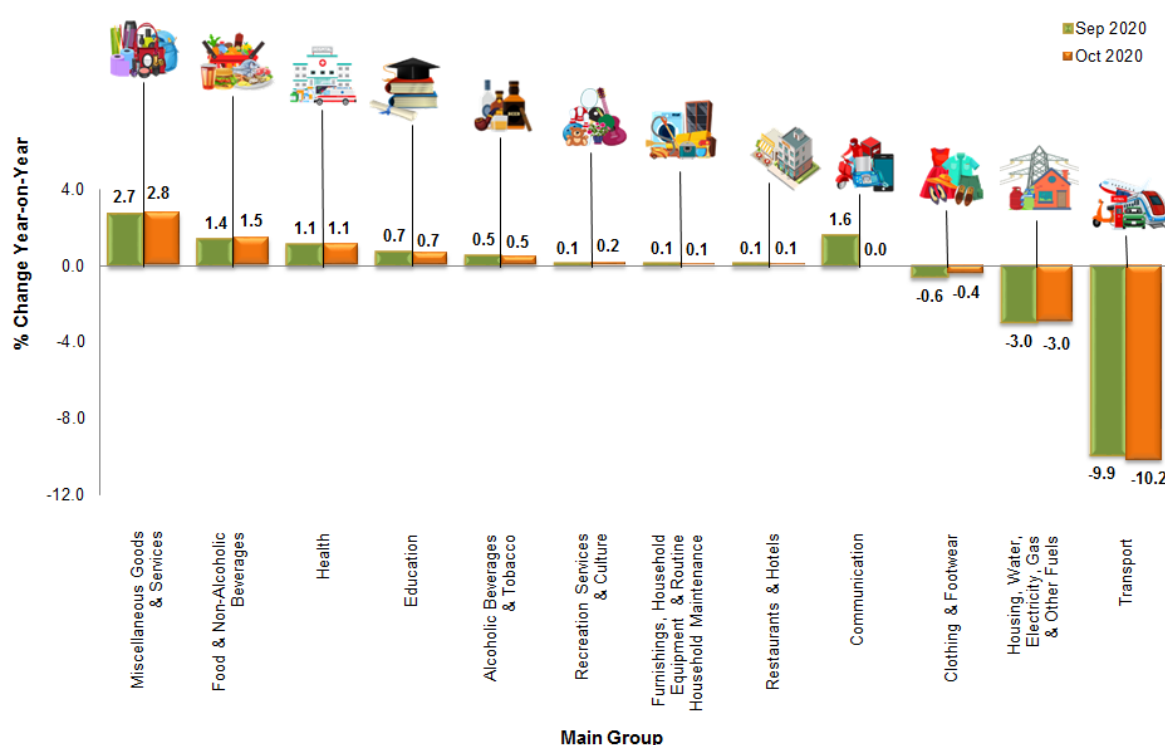 Sep 2020
Oct 2020
% Change Year-on-Year
4.0
0.0
-4.0
-8.0
-12.0
2.7 2.8
1.4 1.5
1.1 1.1
0.7 0.7
0.5 0.5
0.1 0.2
0.1 0.1
0.1 0.1
1.6 0.0
-0.6 -0.4
-3.0 -3.0
-9.9 -10.2
Miscellaneous Goods
& Services
Food & Non-Alcoholic
Beverages
Health
Education
Alcoholic Beverages
& Tobacco
Recreation Services
& Culture
Furnishings, Household
Equipment & Routine
Household Maintenance
Restaurants & Hotels
Communication
Clothing & Footwear
Housing, Water,
Electricity, Gas
& Other Fuels
Transport
Main Group